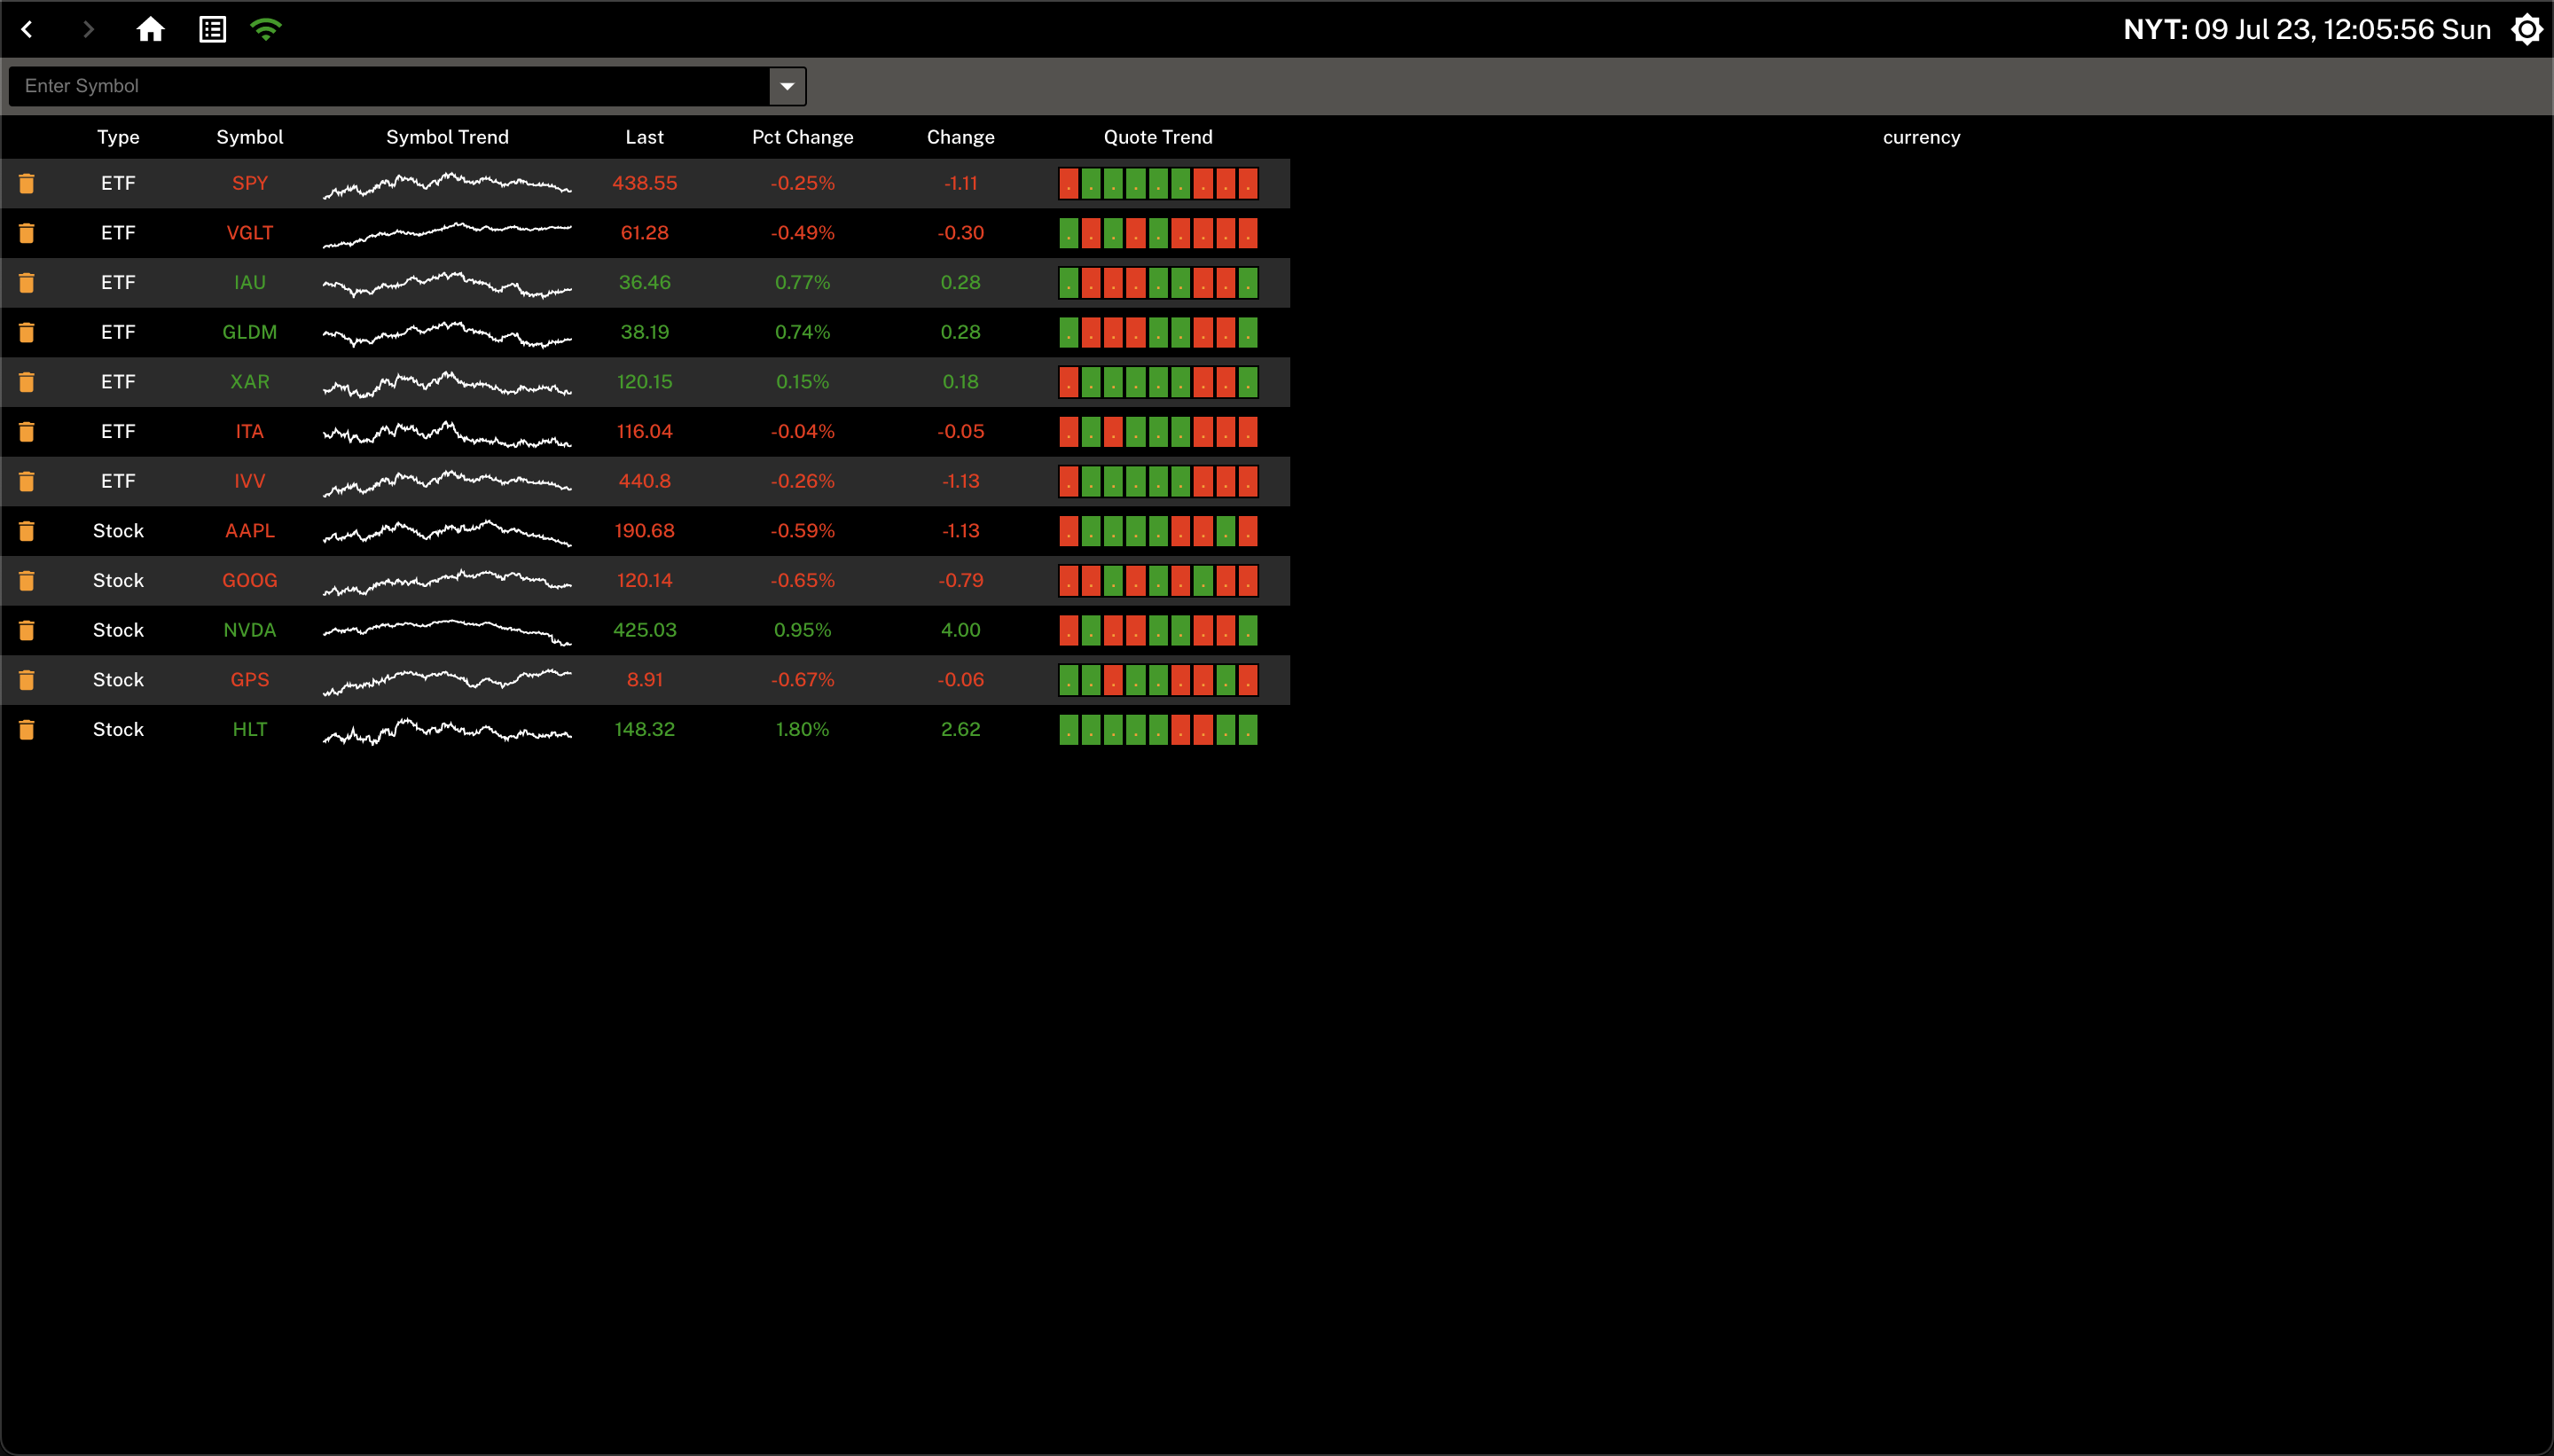 NYT: 09 Jul 23, 12:05:56 Sun
Enter Symbol
Type Symbol Symbol Trend Last Pct Change Change Quote Trend currency
ETF SPY 438.55 -0.25% -1.11 . . . . . . . . .
ETF VGLT 61.28 -0.49% -0.30 . . . . . . . . .
ETF IAU 36.46 0.77% 0.28 . . . . . . . . .
ETF GLDM 38.19 0.74% 0.28 . . . . . . . . .
ETF XAR 120.15 0.15% 0.18 . . . . . . . . .
ETF ITA 116.04 -0.04% -0.05 . . . . . . . . .
ETF IVV 440.8 -0.26% -1.13 . . . . . . . . .
Stock AAPL 190.68 -0.59% -1.13 . . . . . . . . .
Stock GOOG 120.14 -0.65% -0.79 . . . . . . . . .
Stock NVDA 425.03 0.95% 4.00 . . . . . . . . .
Stock GPS 8.91 -0.67% -0.06 . . . . . . . . .
Stock HLT 148.32 1.80% 2.62 . . . . . . . . .